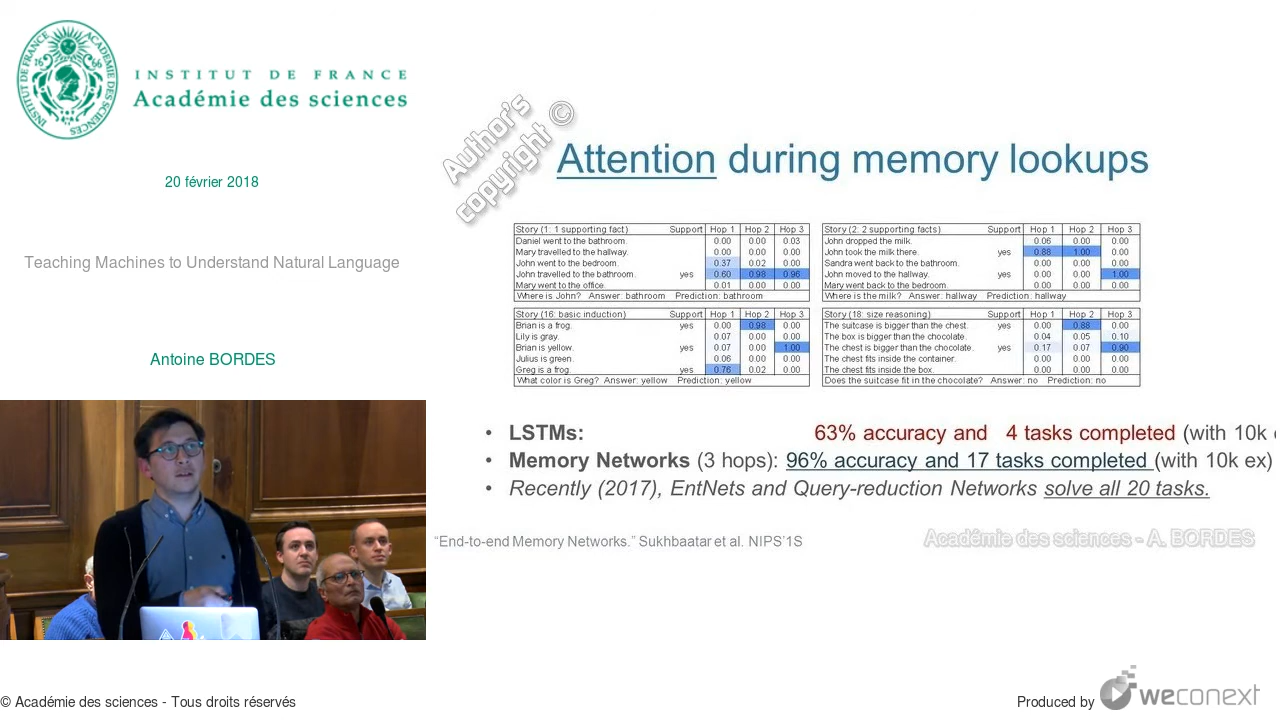 INSTITUT DE FRANCE
Académie des sciences
INSTITUT DE FRANCE ACADEMIE DES SCIENCES
1666
20 février 2018
Teaching Machines to Understand Natural Language
Antoine BORDES
Author's
copyright ©
Attention during memory lookups
Story (1: 1 supporting fact) Support Hop 1 Hop 2 Hop 3
Daniel went to the bathroom. 0.00 0.00 0.03
Mary travelled to the hallway. 0.00 0.00 0.00
John went to the bedroom. 0.37 0.02 0.00
John travelled to the bathroom. yes 0.60 0.98 0.96
Mary went to the office. 0.01 0.00 0.00
Where is John? Answer: bathroom Prediction: bathroom
Story (2: 2 supporting facts) Support Hop 1 Hop 2 Hop 3
John dropped the milk. 0.06 0.00 0.00
John took the milk there. yes 0.88 1.00 0.00
Sandra went back to the bathroom. 0.00 0.00 0.00
John moved to the hallway. yes 0.00 0.00 1.00
Mary went back to the bedroom. 0.00 0.00 0.00
Where is the milk? Answer: hallway Prediction: hallway
Story (16: basic induction) Support Hop 1 Hop 2 Hop 3
Brian is a frog. yes 0.00 0.98 0.00
Lily is gray. 0.07 0.00 0.00
Brian is yellow. yes 0.07 0.00 1.00
Julius is green. 0.06 0.00 0.00
Greg is a frog. yes 0.76 0.02 0.00
What color is Greg? Answer: yellow Prediction: yellow
Story (18: size reasoning) Support Hop 1 Hop 2 Hop 3
The suitcase is bigger than the chest. yes 0.00 0.88 0.00
The box is bigger than the chocolate. 0.04 0.05 0.10
The chest is bigger than the chocolate. yes 0.17 0.07 0.90
The chest fits inside the container. 0.00 0.00 0.00
The chest fits inside the box. 0.00 0.00 0.00
Does the suitcase fit in the chocolate? Answer: no Prediction: no
• LSTMs: 63% accuracy and 4 tasks completed (with 10k
• Memory Networks (3 hops): 96% accuracy and 17 tasks completed (with 10k ex)
• Recently (2017), EntNets and Query-reduction Networks solve all 20 tasks.
“End-to-end Memory Networks.” Sukhbaatar et al. NIPS’1S
Académie des sciences - A. BORDES
© Académie des sciences - Tous droits réservés
Produced by weconext